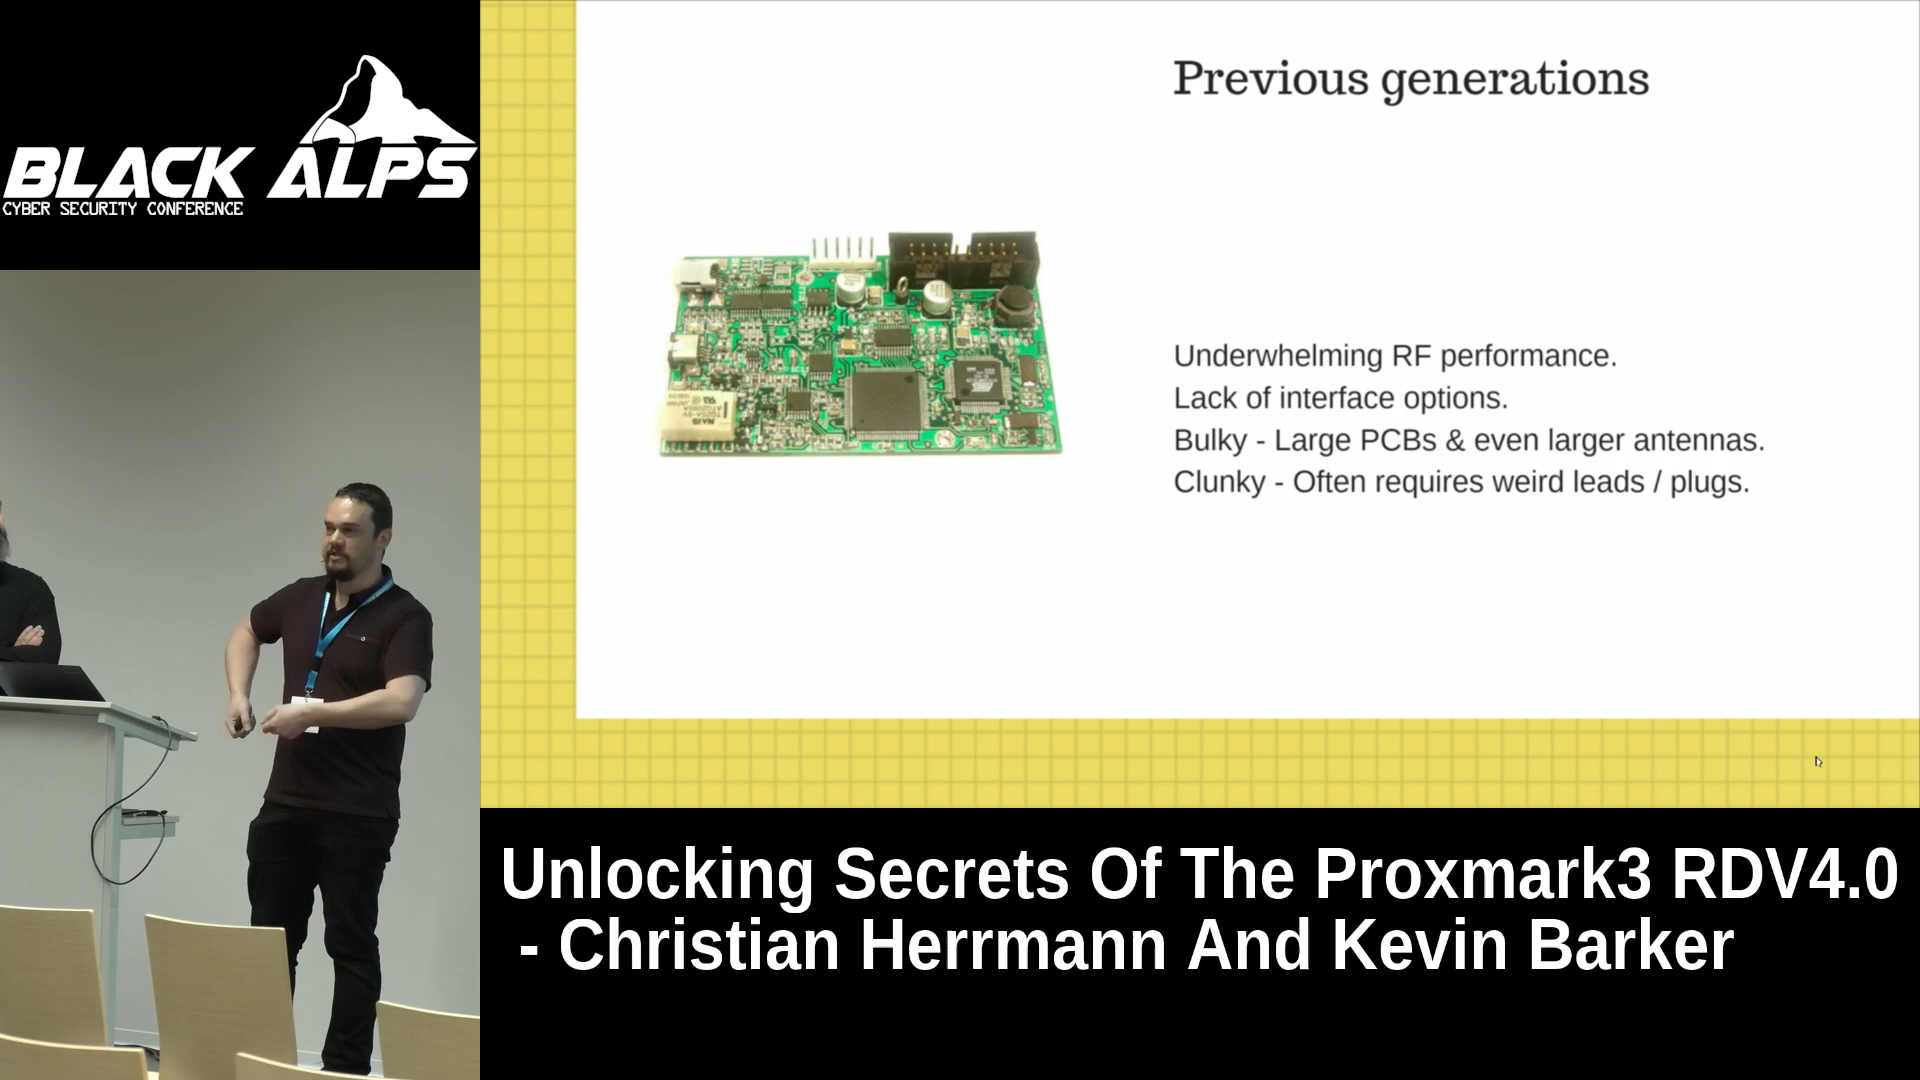 BLACK ALPS
CYBER SECURITY CONFERENCE
Previous generations
NAIS
Underwhelming RF performance.
Lack of interface options.
Bulky - Large PCBs & even larger antennas.
Clunky - Often requires weird leads / plugs.
Unlocking Secrets Of The Proxmark3 RDV4.0
- Christian Herrmann And Kevin Barker